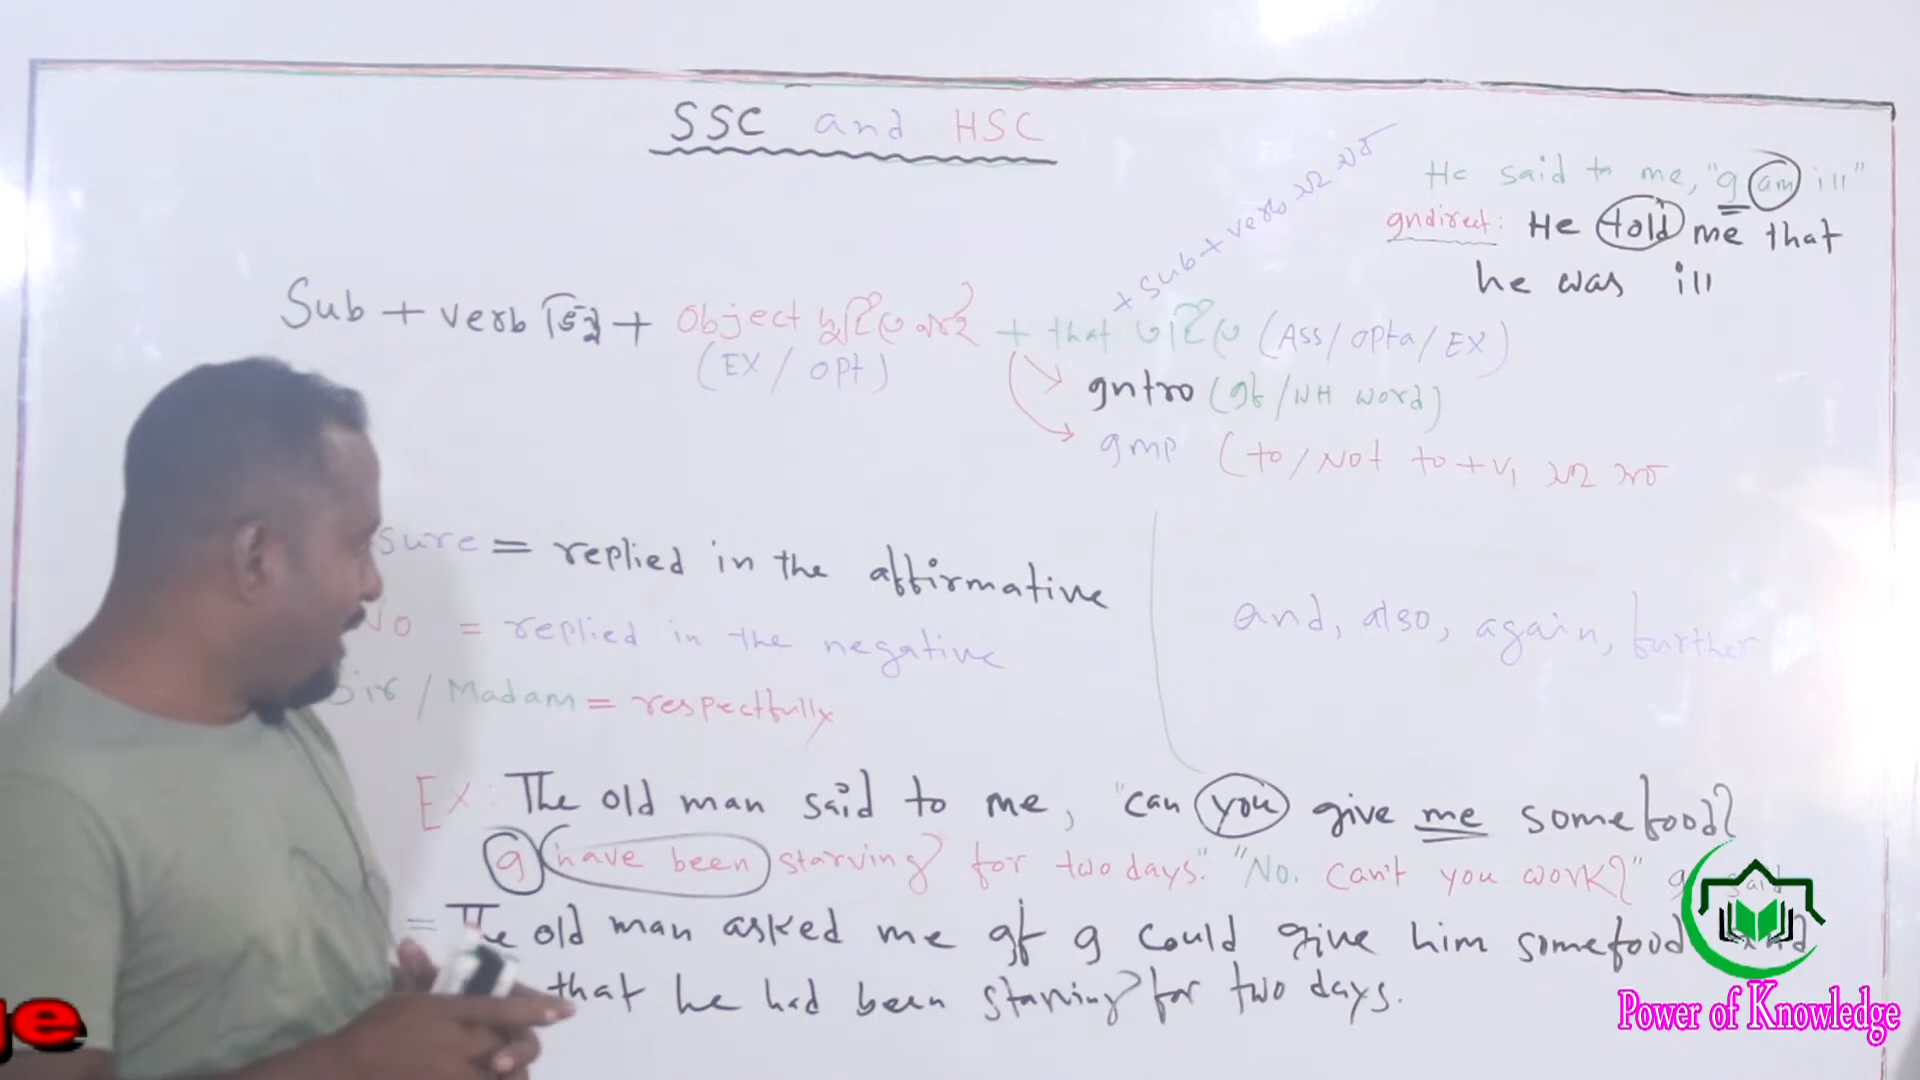 SSC and HSC
He said to me, "I am ill"
Indirect: He told me that
he was ill
+ Sub + verb
Sub + verb + Object + that (Ass/Opta/EX)
(EX / Opt)
Intro (If/WH word)
Imp (to/Not to + V1
sure = replied in the affirmative
No = replied in the negative
and, also, again, further
Sir / Madam = respectfully
Ex: The old man said to me, "can you give me some food?
I have been starving for two days." "No. Can't you work?" I said
= The old man asked me If I could give him some food and
that he had been starving for two days.
Power of Knowledge
ge